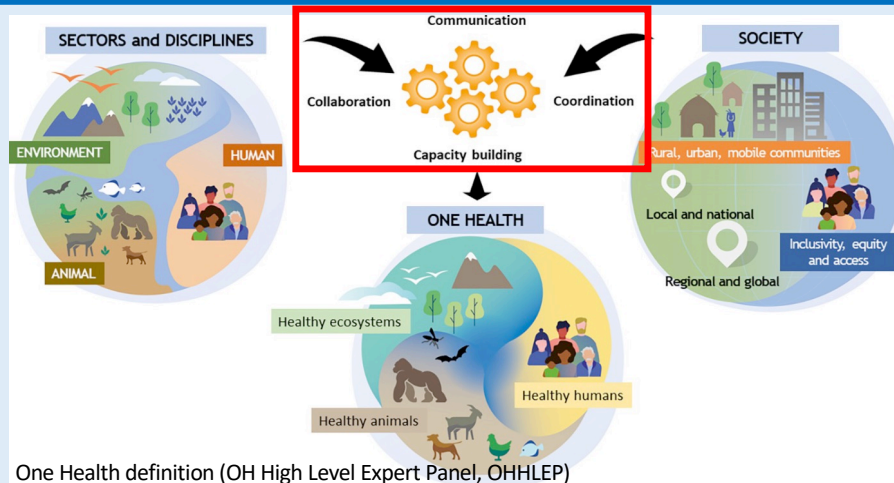 Communication
SECTORS and DISCIPLINES
SOCIETY
Collaboration
Coordination
ENVIRONMENT
HUMAN
Capacity building
Rural, urban, mobile communities
ONE HEALTH
Local and national
ANIMAL
Inclusivity, equity
and access
Regional and global
Healthy ecosystems
Healthy humans
Healthy animals
One Health definition (OH High Level Expert Panel, OHHLEP)